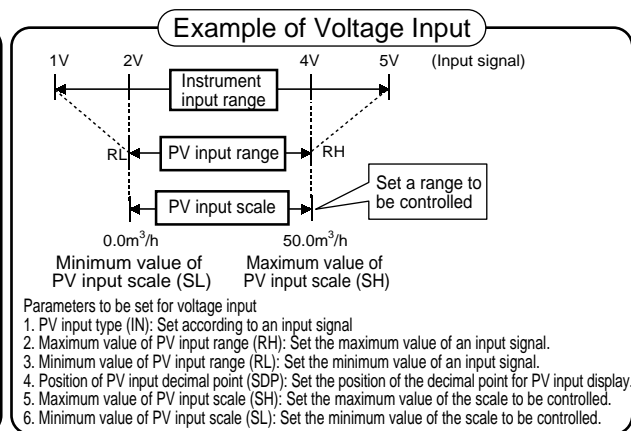 Example of Voltage Input
1V 2V 4V 5V (Input signal)
Instrument
input range
RL PV input range RH
PV input scale
Set a range to
be controlled
0.0m³/h 50.0m³/h
Minimum value of
PV input scale (SL)
Maximum value of
PV input scale (SH)
Parameters to be set for voltage input
1. PV input type (IN): Set according to an input signal
2. Maximum value of PV input range (RH): Set the maximum value of an input signal.
3. Minimum value of PV input range (RL): Set the minimum value of an input signal.
4. Position of PV input decimal point (SDP): Set the position of the decimal point for PV input display.
5. Maximum value of PV input scale (SH): Set the maximum value of the scale to be controlled.
6. Minimum value of PV input scale (SL): Set the minimum value of the scale to be controlled.